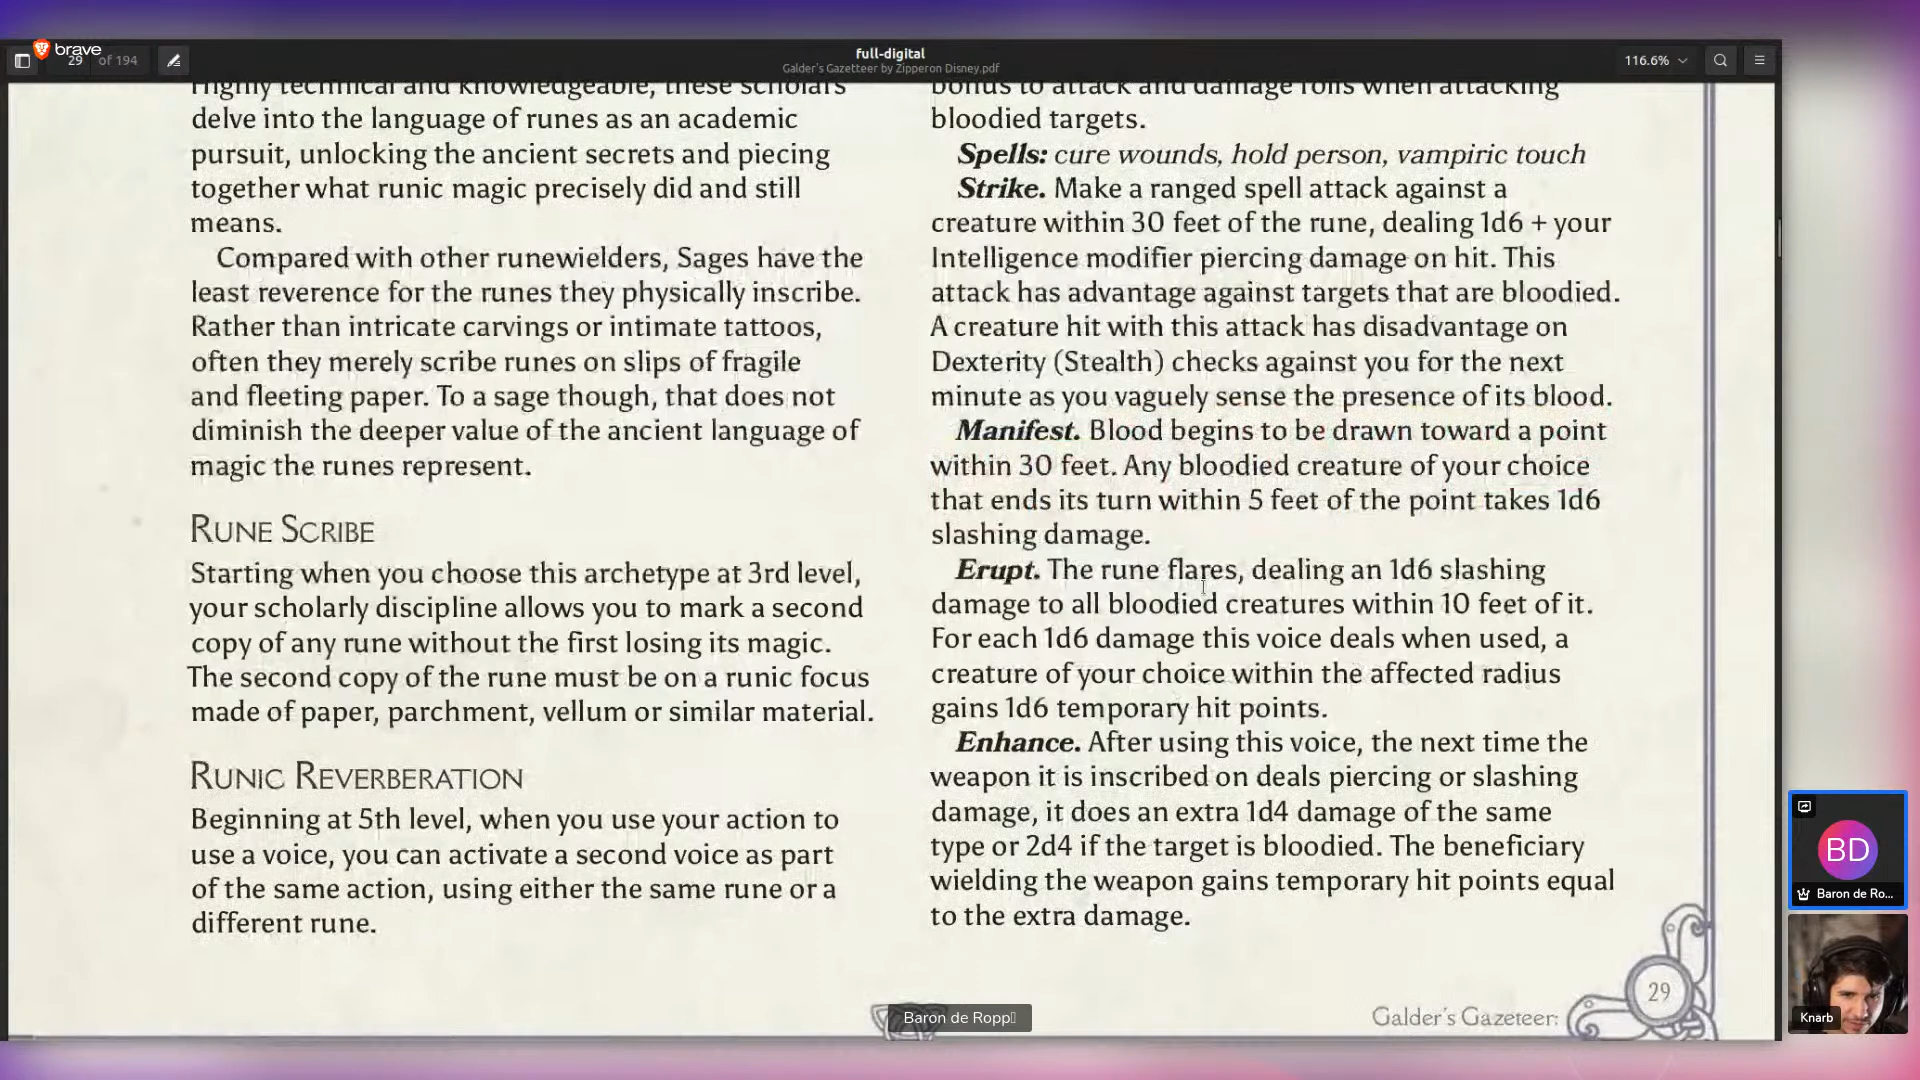 brave
29 of 194
full-digital
Galder's Gazetteer by Zipperon Disney.pdf
116.6%
Highly technical and knowledgeable, these scholars
delve into the language of runes as an academic
pursuit, unlocking the ancient secrets and piecing
together what runic magic precisely did and still
means.
Compared with other runewielders, Sages have the
least reverence for the runes they physically inscribe.
Rather than intricate carvings or intimate tattoos,
often they merely scribe runes on slips of fragile
and fleeting paper. To a sage though, that does not
diminish the deeper value of the ancient language of
magic the runes represent.
Rune Scribe
Starting when you choose this archetype at 3rd level,
your scholarly discipline allows you to mark a second
copy of any rune without the first losing its magic.
The second copy of the rune must be on a runic focus
made of paper, parchment, vellum or similar material.
Runic Reverberation
Beginning at 5th level, when you use your action to
use a voice, you can activate a second voice as part
of the same action, using either the same rune or a
different rune.
bonus to attack and damage rolls when attacking
bloodied targets.
Spells: cure wounds, hold person, vampiric touch
Strike. Make a ranged spell attack against a
creature within 30 feet of the rune, dealing 1d6 + your
Intelligence modifier piercing damage on hit. This
attack has advantage against targets that are bloodied.
A creature hit with this attack has disadvantage on
Dexterity (Stealth) checks against you for the next
minute as you vaguely sense the presence of its blood.
Manifest. Blood begins to be drawn toward a point
within 30 feet. Any bloodied creature of your choice
that ends its turn within 5 feet of the point takes 1d6
slashing damage.
Erupt. The rune flares, dealing an 1d6 slashing
damage to all bloodied creatures within 10 feet of it.
For each 1d6 damage this voice deals when used, a
creature of your choice within the affected radius
gains 1d6 temporary hit points.
Enhance. After using this voice, the next time the
weapon it is inscribed on deals piercing or slashing
damage, it does an extra 1d4 damage of the same
type or 2d4 if the target is bloodied. The beneficiary
wielding the weapon gains temporary hit points equal
to the extra damage.
Galder's Gazeteer:
29
Baron de Ropp
BD
Baron de Ro...
Knarb